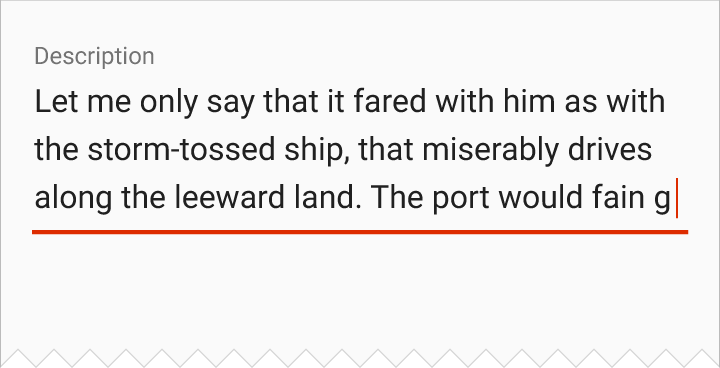 Description
Let me only say that it fared with him as with
the storm-tossed ship, that miserably drives
along the leeward land. The port would fain g